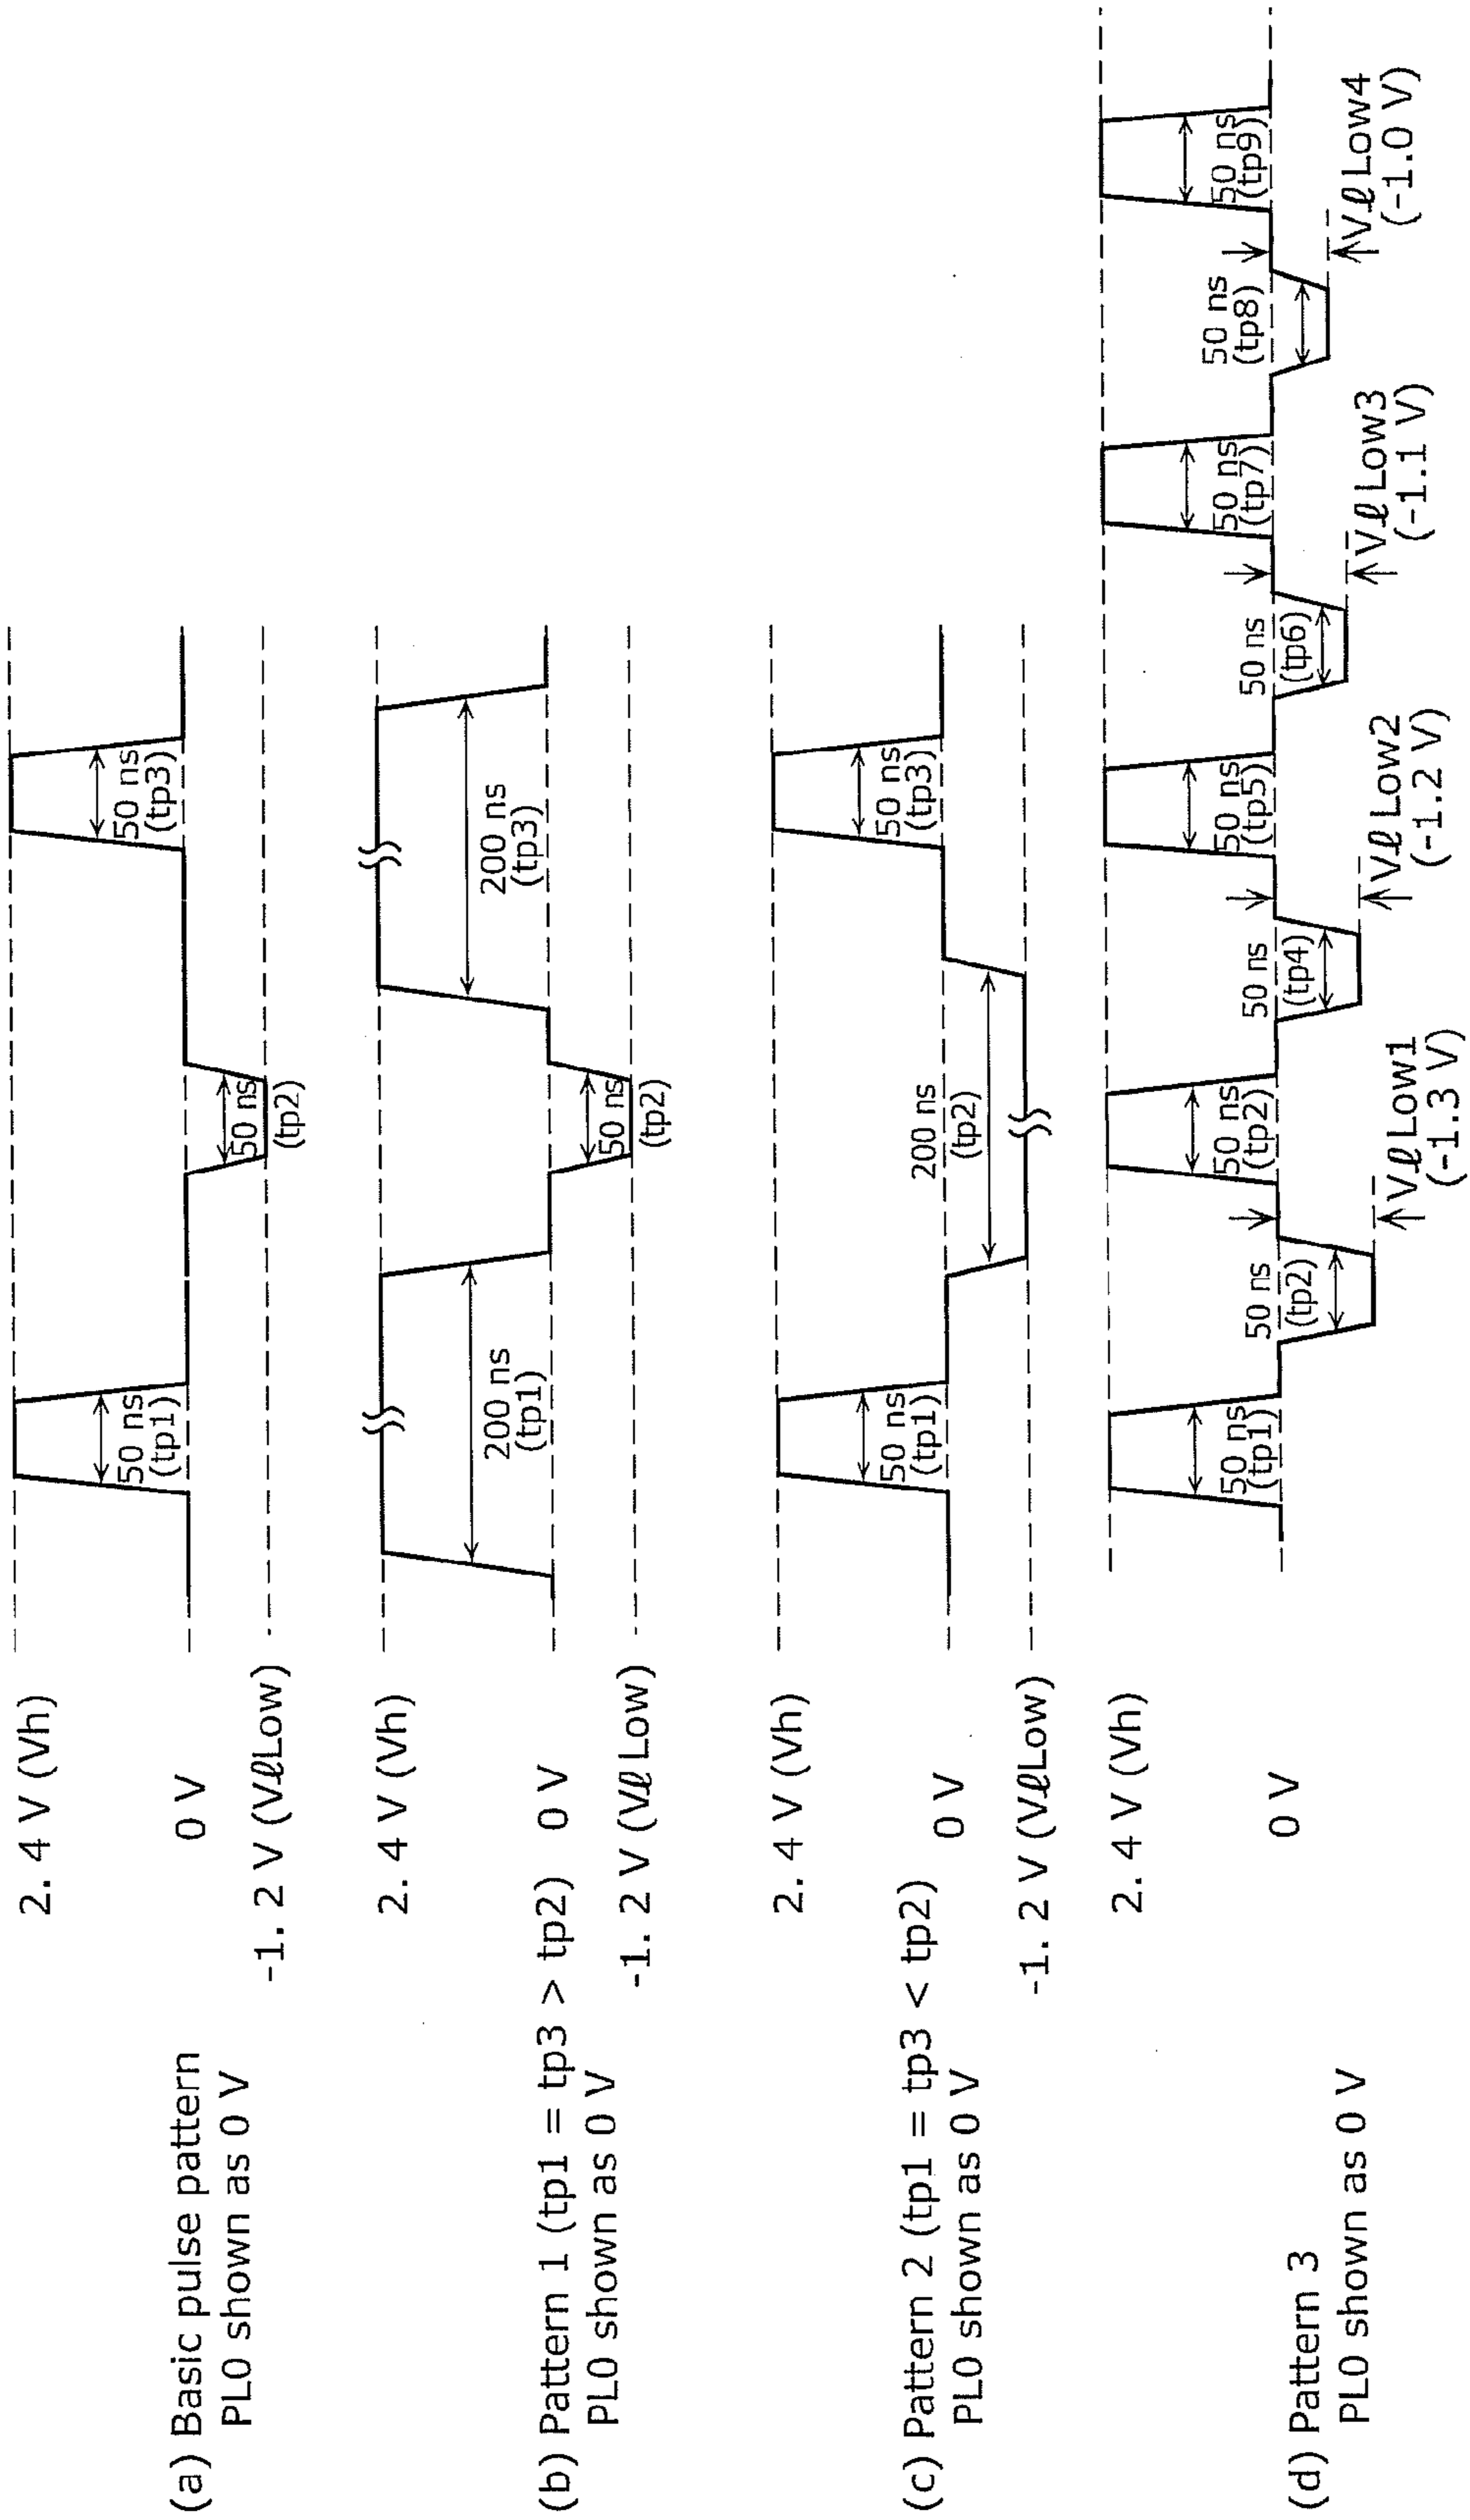 (a) Basic pulse pattern
PL0 shown as 0 V
2. 4 V (Vh)
0 V
-1. 2 V (VℓLow)
50 ns
(tp1)
50 ns
(tp2)
50 ns
(tp3)
(b) Pattern 1 (tp1 = tp3 > tp2)
PL0 shown as 0 V
2. 4 V (Vh)
0 V
-1. 2 V (VℓLow)
200 ns
(tp1)
50 ns
(tp2)
200 ns
(tp3)
(c) Pattern 2 (tp1 = tp3 < tp2)
PL0 shown as 0 V
2. 4 V (Vh)
0 V
-1. 2 V (VℓLow)
50 ns
(tp1)
200 ns
(tp2)
50 ns
(tp3)
(d) Pattern 3
PL0 shown as 0 V
2. 4 V (Vh)
0 V
50 ns
(tp1)
50 ns
(tp2)
VℓLow1
(-1.3 V)
50 ns
(tp2)
50 ns
(tp4)
VℓLow2
(-1.2 V)
50 ns
(tp5)
50 ns
(tp6)
VℓLow3
(-1.1 V)
50 ns
(tp7)
50 ns
(tp8)
VℓLow4
(-1.0 V)
50 ns
(tp9)